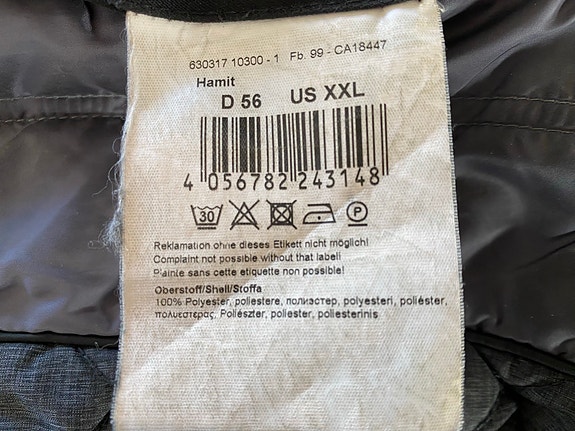 630317 10300 - 1 Fb. 99 - CA18447
Hamit
D 56 US XXL
4 056782 243148
30 P
Reklamation ohne dieses Etikett nicht möglich!
Complaint not possible without that label!
Plainte sans cette etiquette non possible!
Oberstoff/Shell/Stoffa
100% Polyester, poliestere, полиэстер, polyesteri, poliéster,
πολυεστερας, Poliészter, poliester, poliesterinis